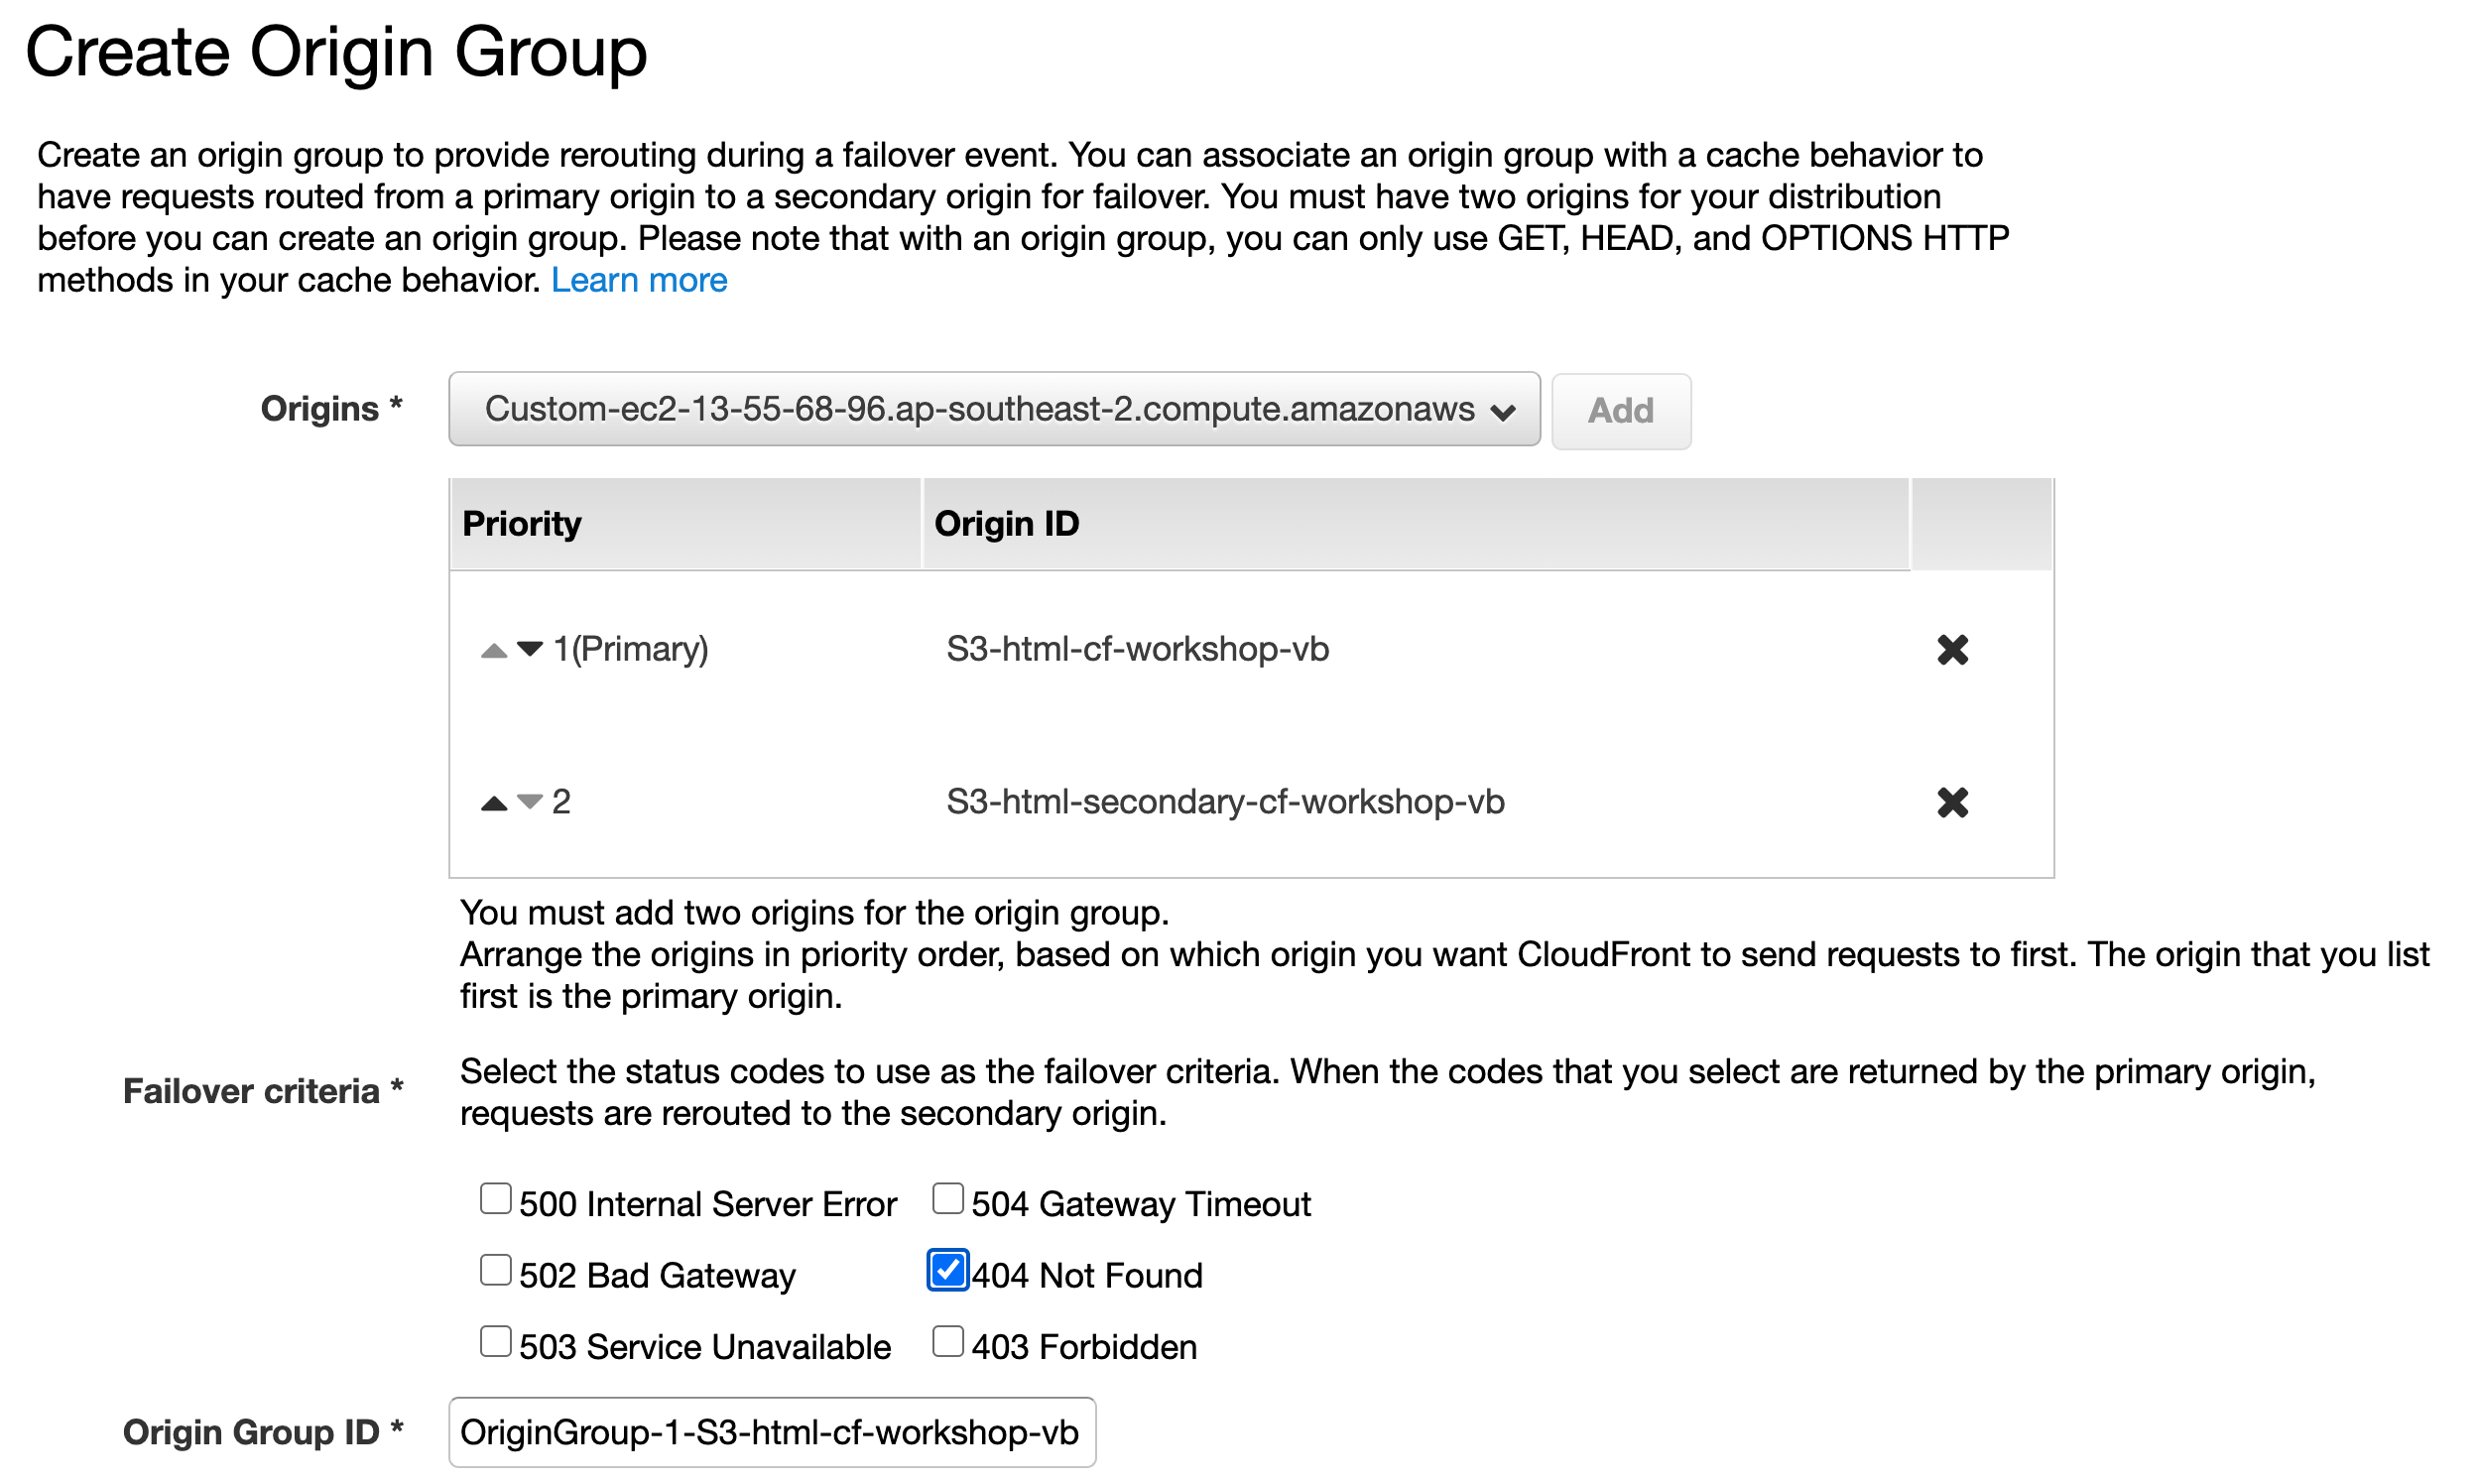 Create Origin Group
Create an origin group to provide rerouting during a failover event. You can associate an origin group with a cache behavior to
have requests routed from a primary origin to a secondary origin for failover. You must have two origins for your distribution
before you can create an origin group. Please note that with an origin group, you can only use GET, HEAD, and OPTIONS HTTP
methods in your cache behavior. Learn more
Origins * Custom-ec2-13-55-68-96.ap-southeast-2.compute.amazonaws Add
Priority Origin ID
1(Primary) S3-html-cf-workshop-vb
2 S3-html-secondary-cf-workshop-vb
You must add two origins for the origin group.
Arrange the origins in priority order, based on which origin you want CloudFront to send requests to first. The origin that you list
first is the primary origin.
Failover criteria * Select the status codes to use as the failover criteria. When the codes that you select are returned by the primary origin,
requests are rerouted to the secondary origin.
500 Internal Server Error 504 Gateway Timeout
502 Bad Gateway 404 Not Found
503 Service Unavailable 403 Forbidden
Origin Group ID * OriginGroup-1-S3-html-cf-workshop-vb